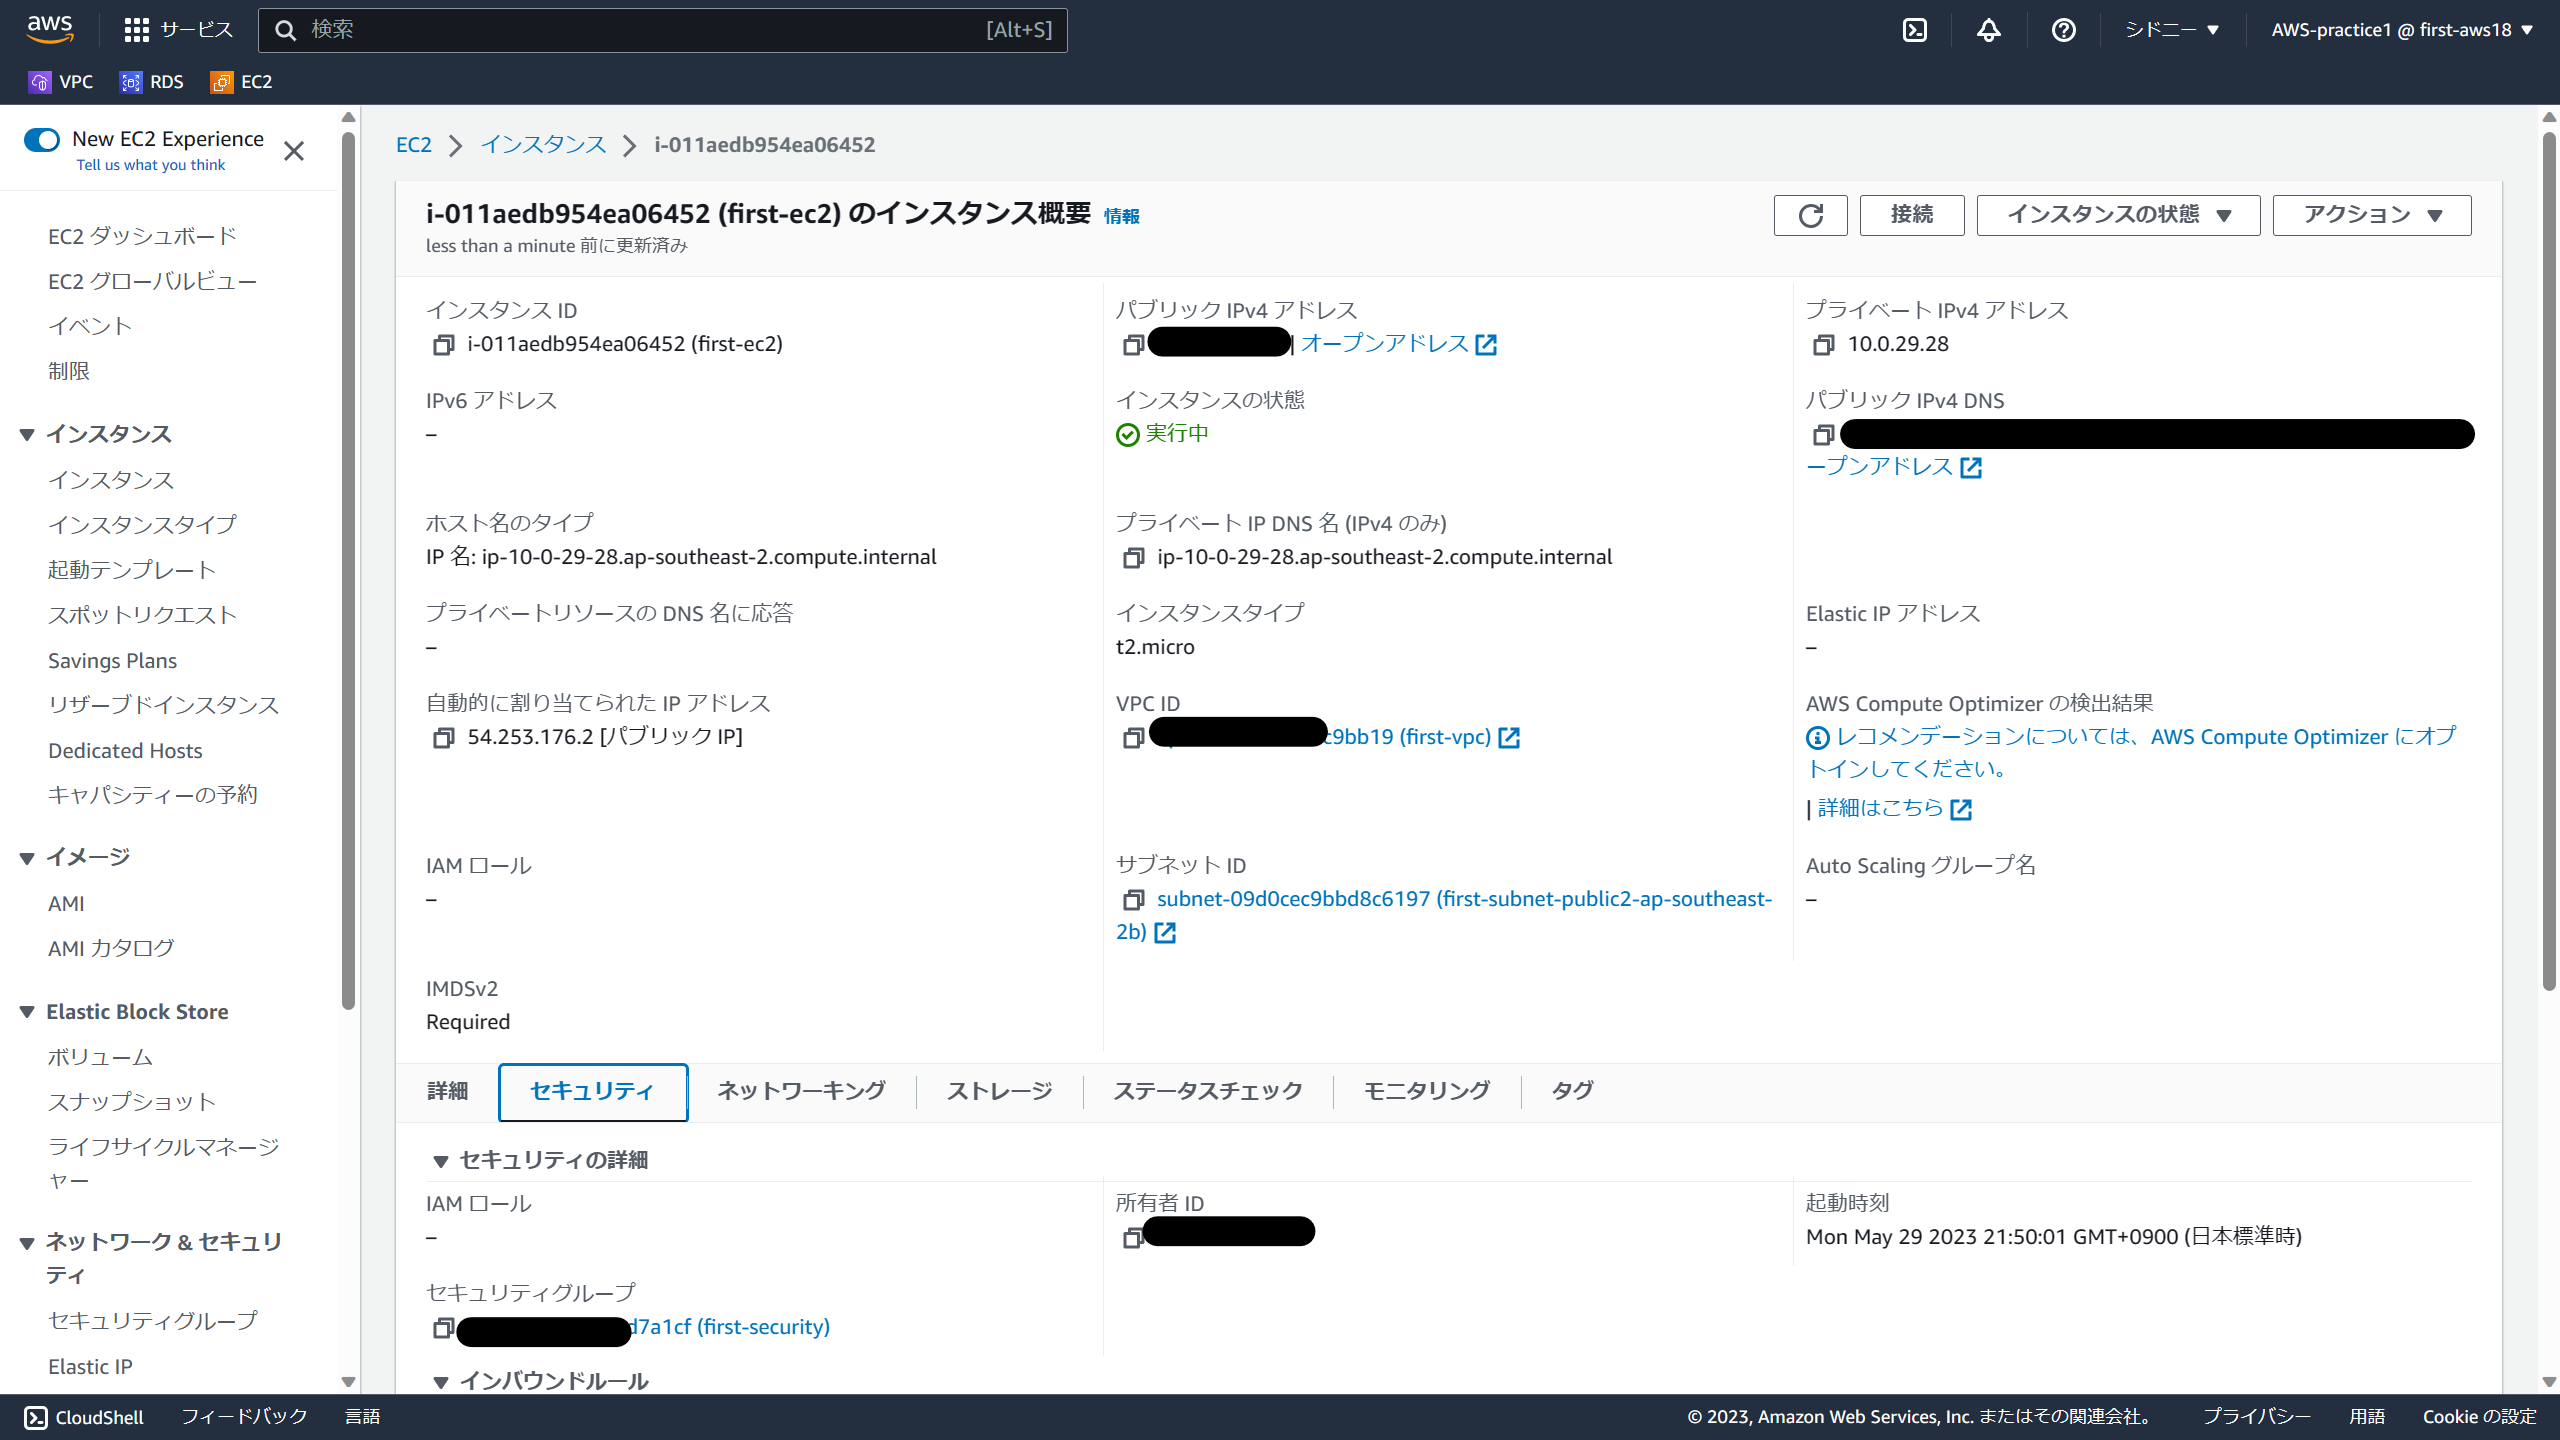 aws
サービス
検索
[Alt+S]
シドニー
AWS-practice1 @ first-aws18
VPC
RDS
EC2
New EC2 Experience
Tell us what you think
EC2 ダッシュボード
EC2 グローバルビュー
イベント
制限
インスタンス
インスタンス
インスタンスタイプ
起動テンプレート
スポットリクエスト
Savings Plans
リザーブドインスタンス
Dedicated Hosts
キャパシティーの予約
イメージ
AMI
AMI カタログ
Elastic Block Store
ボリューム
スナップショット
ライフサイクルマネージ
ャー
ネットワーク & セキュリ
ティ
セキュリティグループ
Elastic IP
EC2
インスタンス
i-011aedb954ea06452
i-011aedb954ea06452 (first-ec2) のインスタンス概要 情報
less than a minute 前に更新済み
接続
インスタンスの状態
アクション
インスタンス ID
i-011aedb954ea06452 (first-ec2)
パブリック IPv4 アドレス
| オープンアドレス
プライベート IPv4 アドレス
10.0.29.28
IPv6 アドレス
–
インスタンスの状態
実行中
パブリック IPv4 DNS
ープンアドレス
ホスト名のタイプ
IP 名: ip-10-0-29-28.ap-southeast-2.compute.internal
プライベート IP DNS 名 (IPv4 のみ)
ip-10-0-29-28.ap-southeast-2.compute.internal
プライベートリソースの DNS 名に応答
–
インスタンスタイプ
t2.micro
Elastic IP アドレス
–
自動的に割り当てられた IP アドレス
54.253.176.2 [パブリック IP]
VPC ID
c9bb19 (first-vpc)
AWS Compute Optimizer の検出結果
レコメンデーションについては、AWS Compute Optimizer にオプ
トインしてください。
| 詳細はこちら
IAM ロール
–
サブネット ID
subnet-09d0cec9bbd8c6197 (first-subnet-public2-ap-southeast-
2b)
Auto Scaling グループ名
–
IMDSv2
Required
詳細
セキュリティ
ネットワーキング
ストレージ
ステータスチェック
モニタリング
タグ
セキュリティの詳細
IAM ロール
–
所有者 ID
起動時刻
Mon May 29 2023 21:50:01 GMT+0900 (日本標準時)
セキュリティグループ
d7a1cf (first-security)
インバウンドルール
CloudShell
フィードバック
言語
© 2023, Amazon Web Services, Inc. またはその関連会社。
プライバシー
用語
Cookie の設定